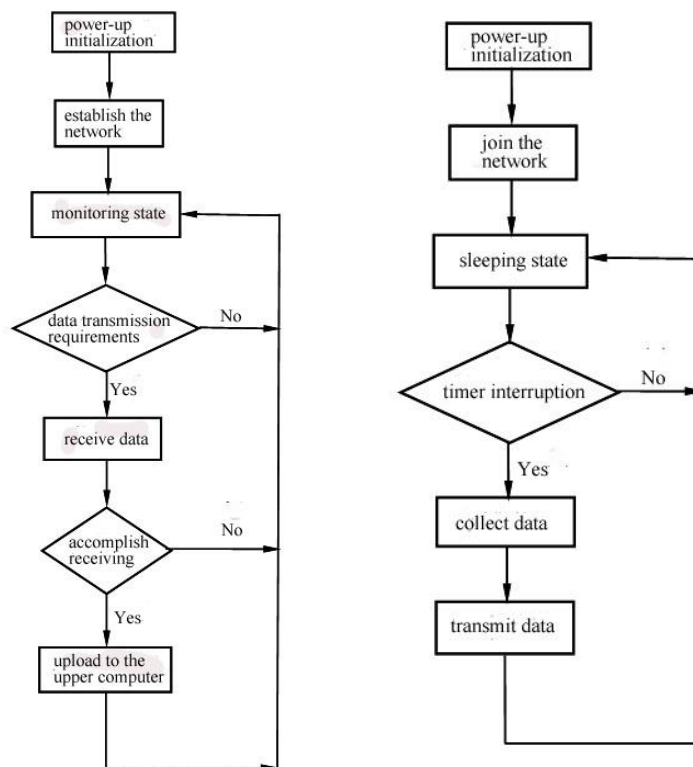 power-up
initialization
establish the
network
monitoring state
data transmission
requirements
No
Yes
receive data
accomplish
receiving
No
Yes
upload to the
upper computer
power-up
initialization
join the
network
sleeping state
timer interruption
No
Yes
collect data
transmit data